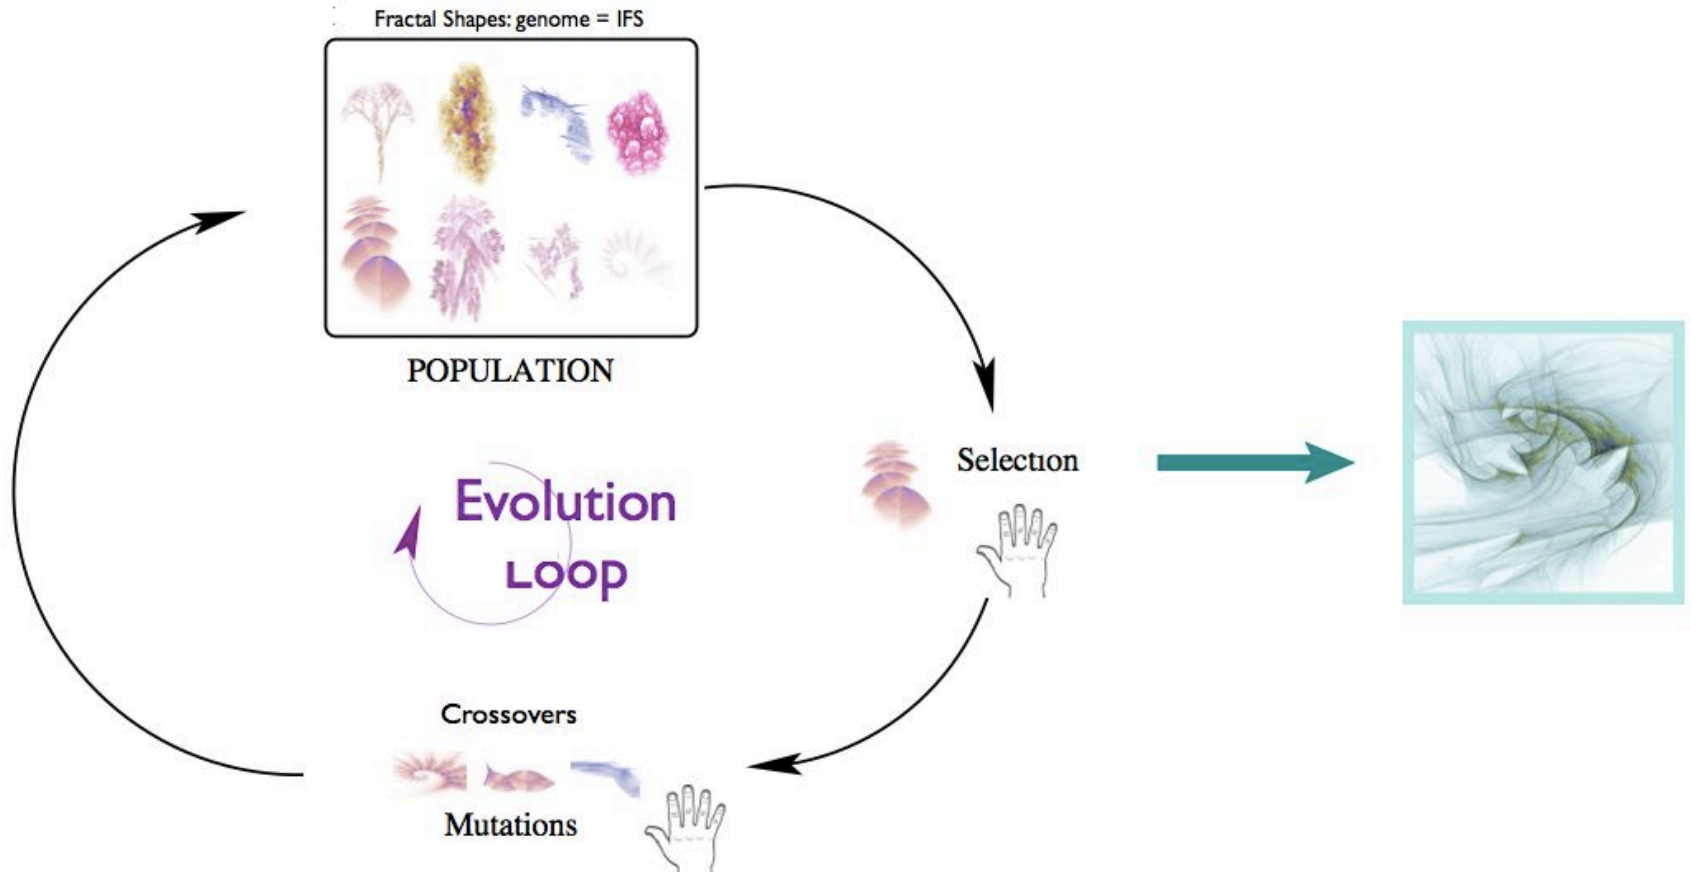 Fractal Shapes: genome = IFS
POPULATION
Selection
Evolution
Loop
Crossovers
Mutations